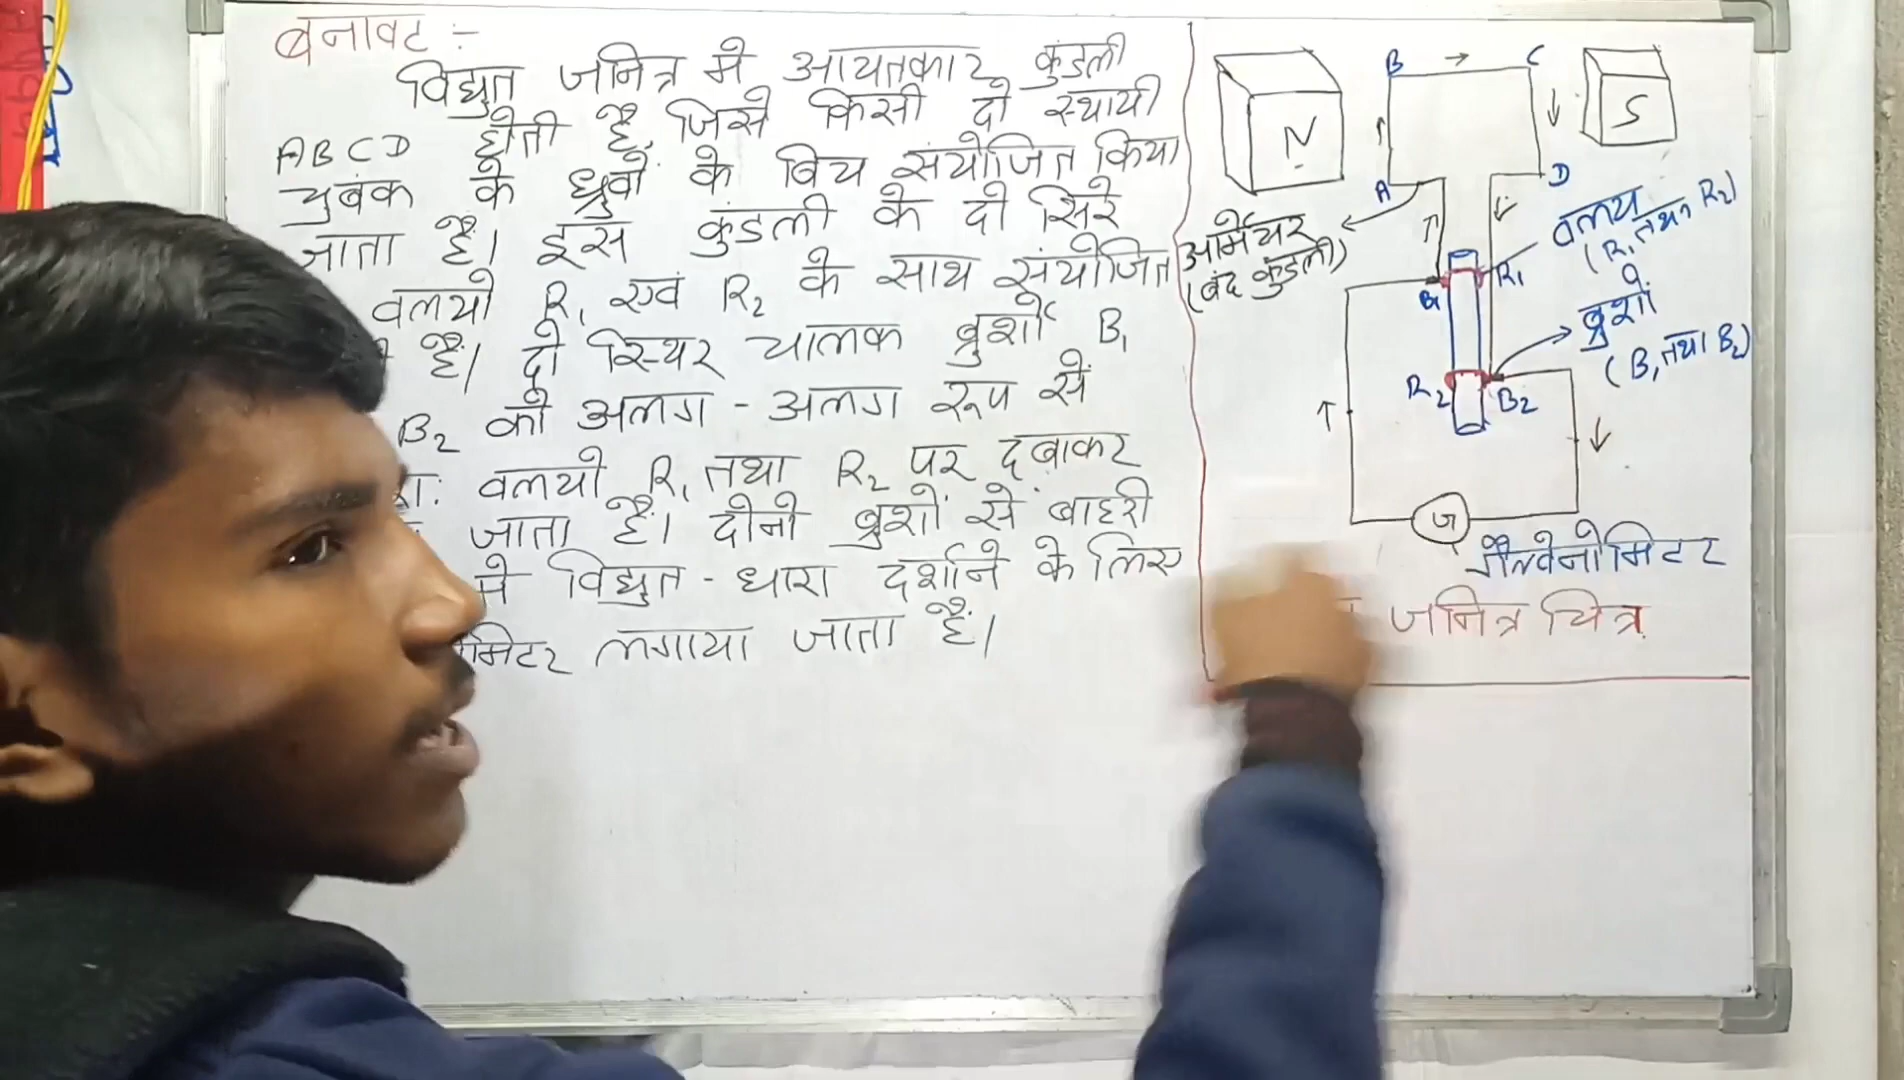 बनावट :-
विद्युत जनित्र मे आयतकार कुंडली
ABCD होती है, जिसे किसी दो स्थायी
चुबंक के ध्रुवों के बिच संयोजित किया
जाता हैं। इस कुंडली के दो सिरे
वलयो R1 एवं R2 के साथ संयोजित
हैं। दो स्थिर चालक ब्रुशों B1
B2 को अलग - अलग रूप से
वलयो R1 तथा R2 पर दबाकर
जाता हैं। दोनो ब्रुशों से बाहरी
मे विद्युत - धारा दर्शाने के लिए
मिटर लगाया जाता हैं।
N
B
C
S
A
D
आर्मेचर
(बंद कुंडली)
वलय
(R1 तथा R2)
B1
R1
ब्रुशों
(B1 तथा B2)
R2
B2
गैल्वेनोमिटर
जनित्र चित्र